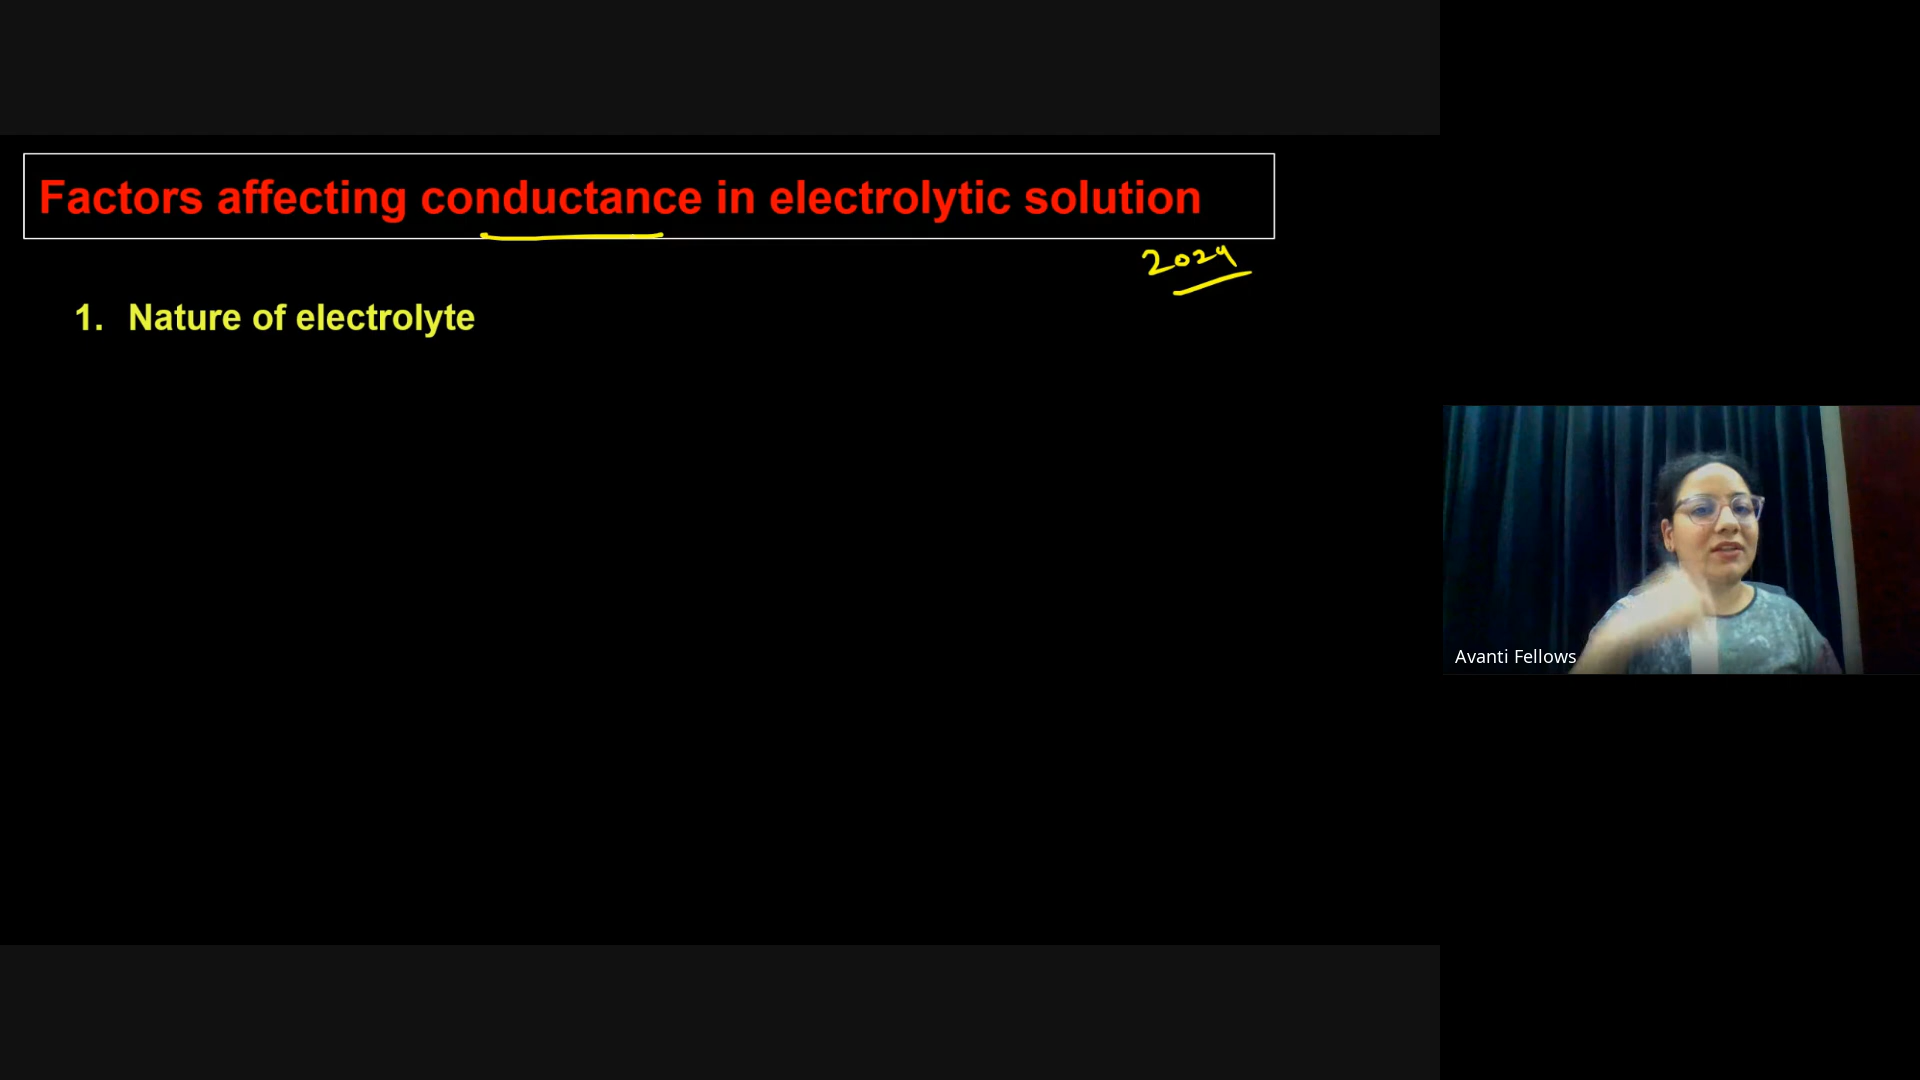 Factors affecting conductance in electrolytic solution
2024
1. Nature of electrolyte
Avanti Fellows